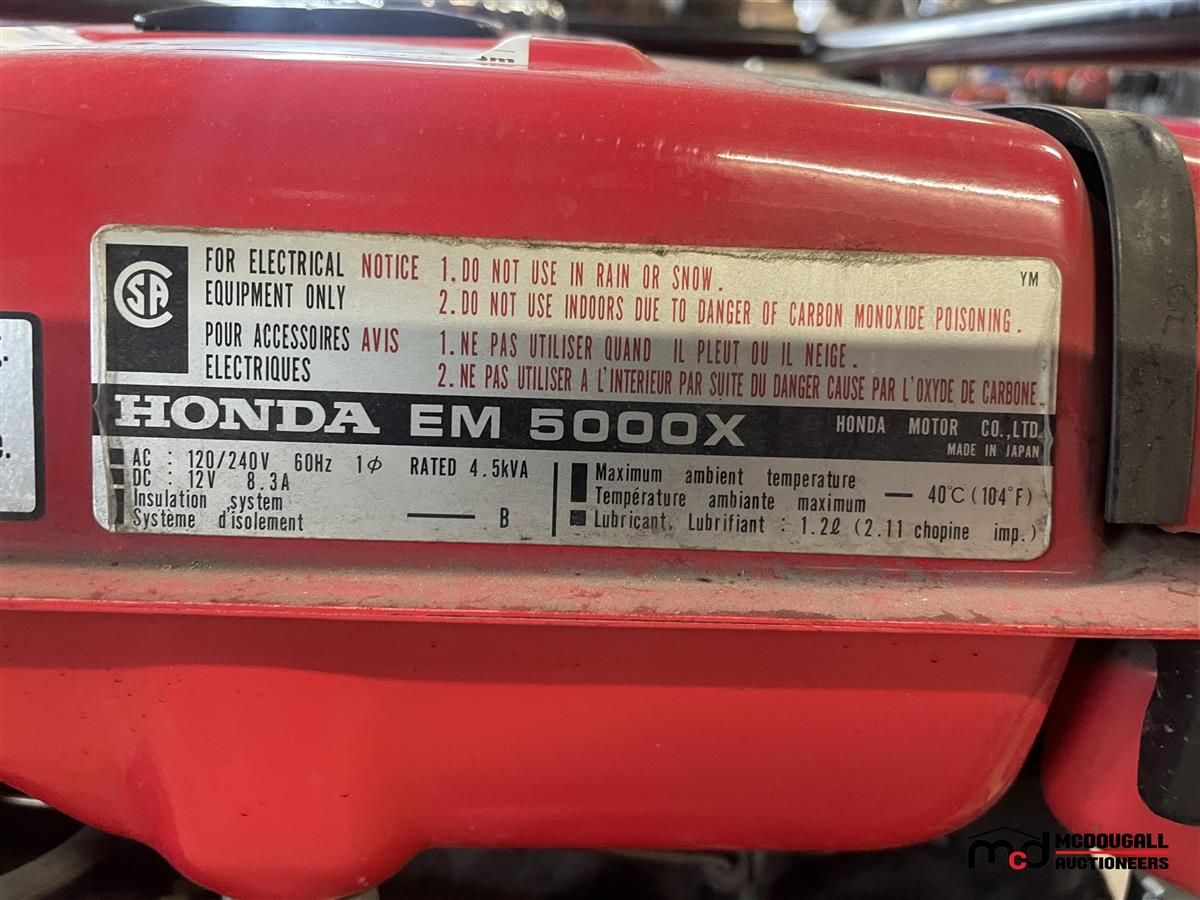 FOR ELECTRICAL EQUIPMENT ONLY
NOTICE 1. DO NOT USE IN RAIN OR SNOW.
2. DO NOT USE INDOORS DUE TO DANGER OF CARBON MONOXIDE POISONING.
YM
POUR ACCESSOIRES ELECTRIQUES
AVIS 1. NE PAS UTILISER QUAND IL PLEUT OU IL NEIGE.
2. NE PAS UTILISER A L'INTERIEUR PAR SUITE DU DANGER CAUSE PAR L'OXYDE DE CARBONE.
HONDA EM 5000X
HONDA MOTOR CO.,LTD.
MADE IN JAPAN
AC : 120/240V 60Hz 1φ RATED 4.5kVA
DC : 12V 8.3A
Insulation system
Système d'isolement — B
Maximum ambient temperature
Température ambiante maximum — 40℃ (104°F)
Lubricant, Lubrifiant : 1.2ℓ (2.11 chopine imp.)
mcd MCDOUGALL
AUCTIONEERS